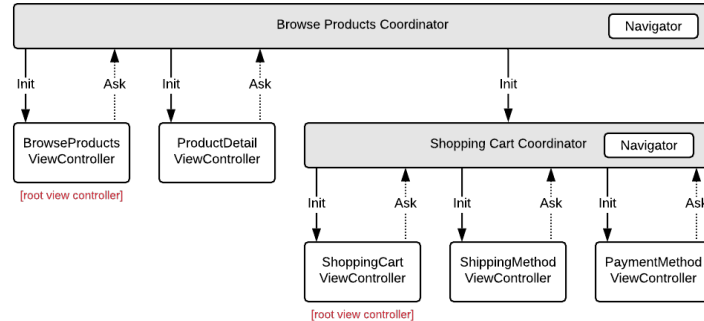 Browse Products Coordinator
Navigator
Init
Ask
Init
Ask
Init
BrowseProducts
ViewController
ProductDetail
ViewController
[root view controller]
Shopping Cart Coordinator
Navigator
Init
Ask
Init
Ask
Init
Ask
ShoppingCart
ViewController
ShippingMethod
ViewController
PaymentMethod
ViewController
[root view controller]